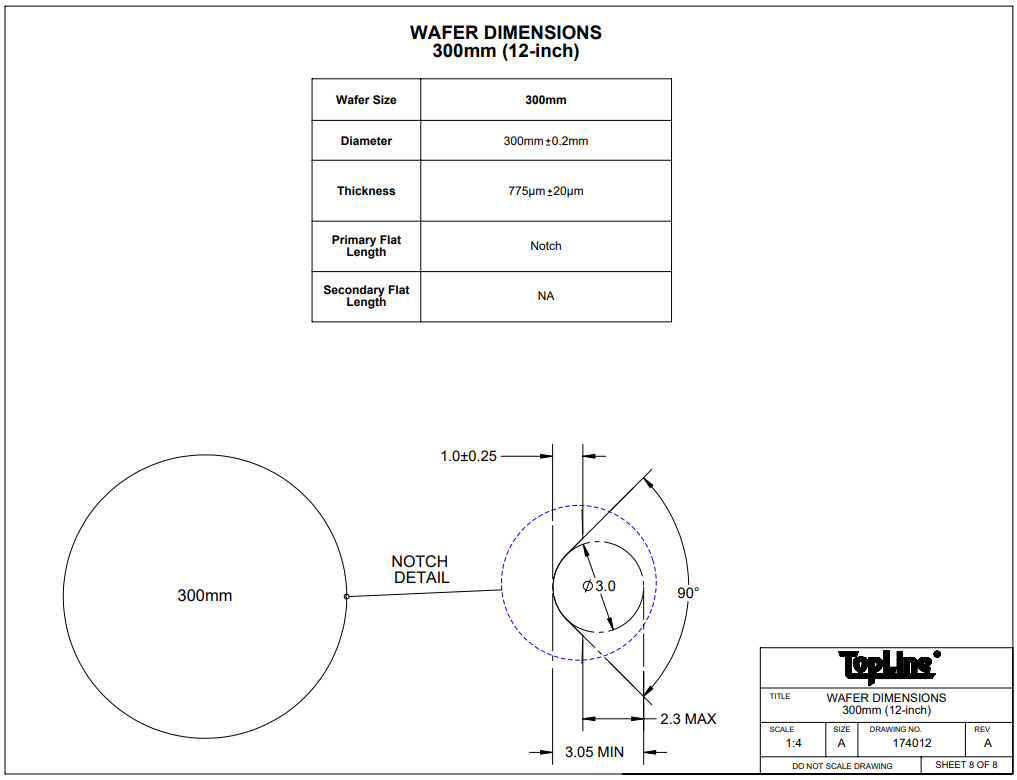 WAFER DIMENSIONS
300mm (12-inch)
Wafer Size
300mm
Diameter
300mm±0.2mm
Thickness
775µm±20µm
Primary Flat
Length
Notch
Secondary Flat
Length
NA
1.0±0.25
NOTCH
DETAIL
300mm
∅3.0
90°
2.3 MAX
3.05 MIN
TopLine
TITLE
WAFER DIMENSIONS
300mm (12-inch)
SCALE
1:4
SIZE
A
DRAWING NO.
174012
REV
A
DO NOT SCALE DRAWING
SHEET 8 OF 8